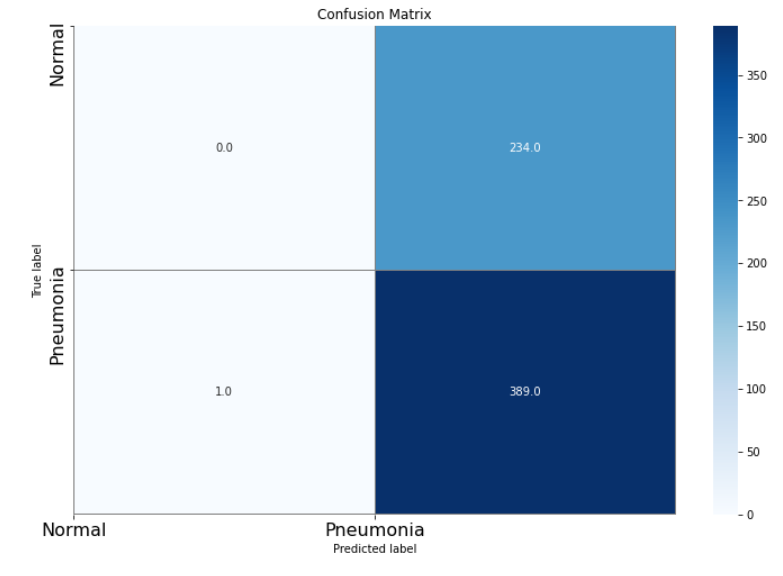 Confusion Matrix
Normal
0.0
234.0
True label
Pneumonia
1.0
389.0
Normal
Pneumonia
Predicted label
350
300
250
200
150
100
50
0